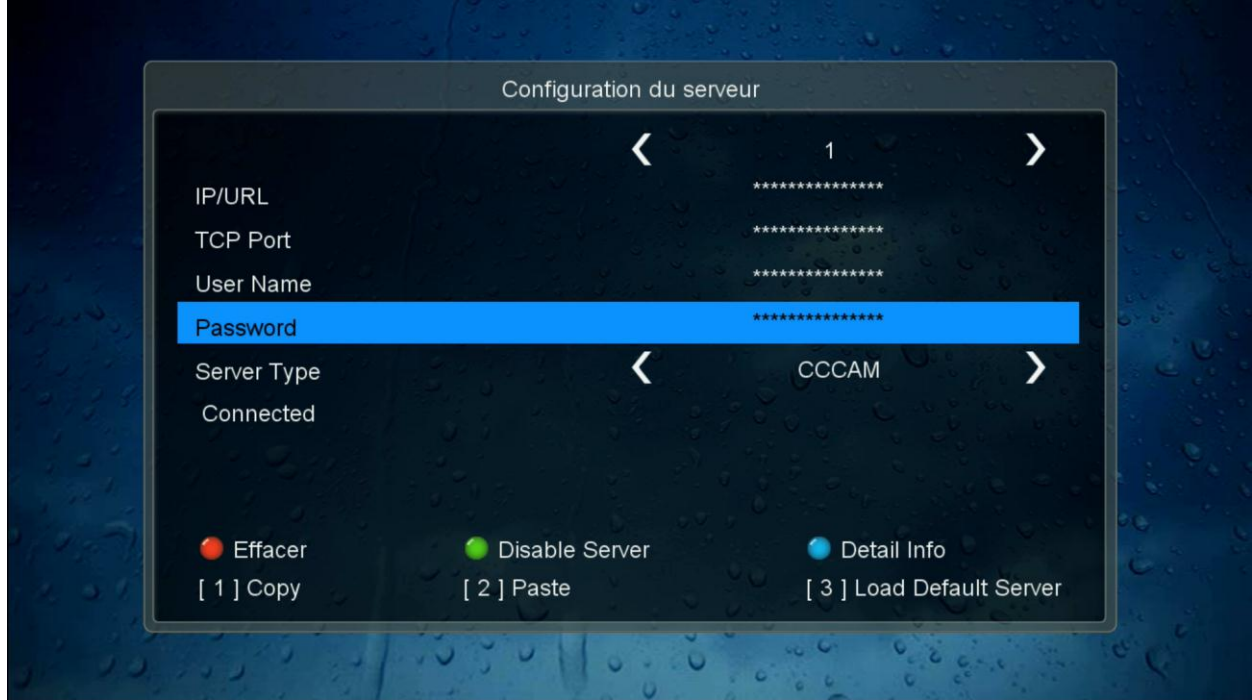 Configuration du serveur
1
IP/URL ***************
TCP Port ***************
User Name ***************
Password ***************
Server Type CCCAM
Connected
Effacer Disable Server Detail Info
[ 1 ] Copy [ 2 ] Paste [ 3 ] Load Default Server